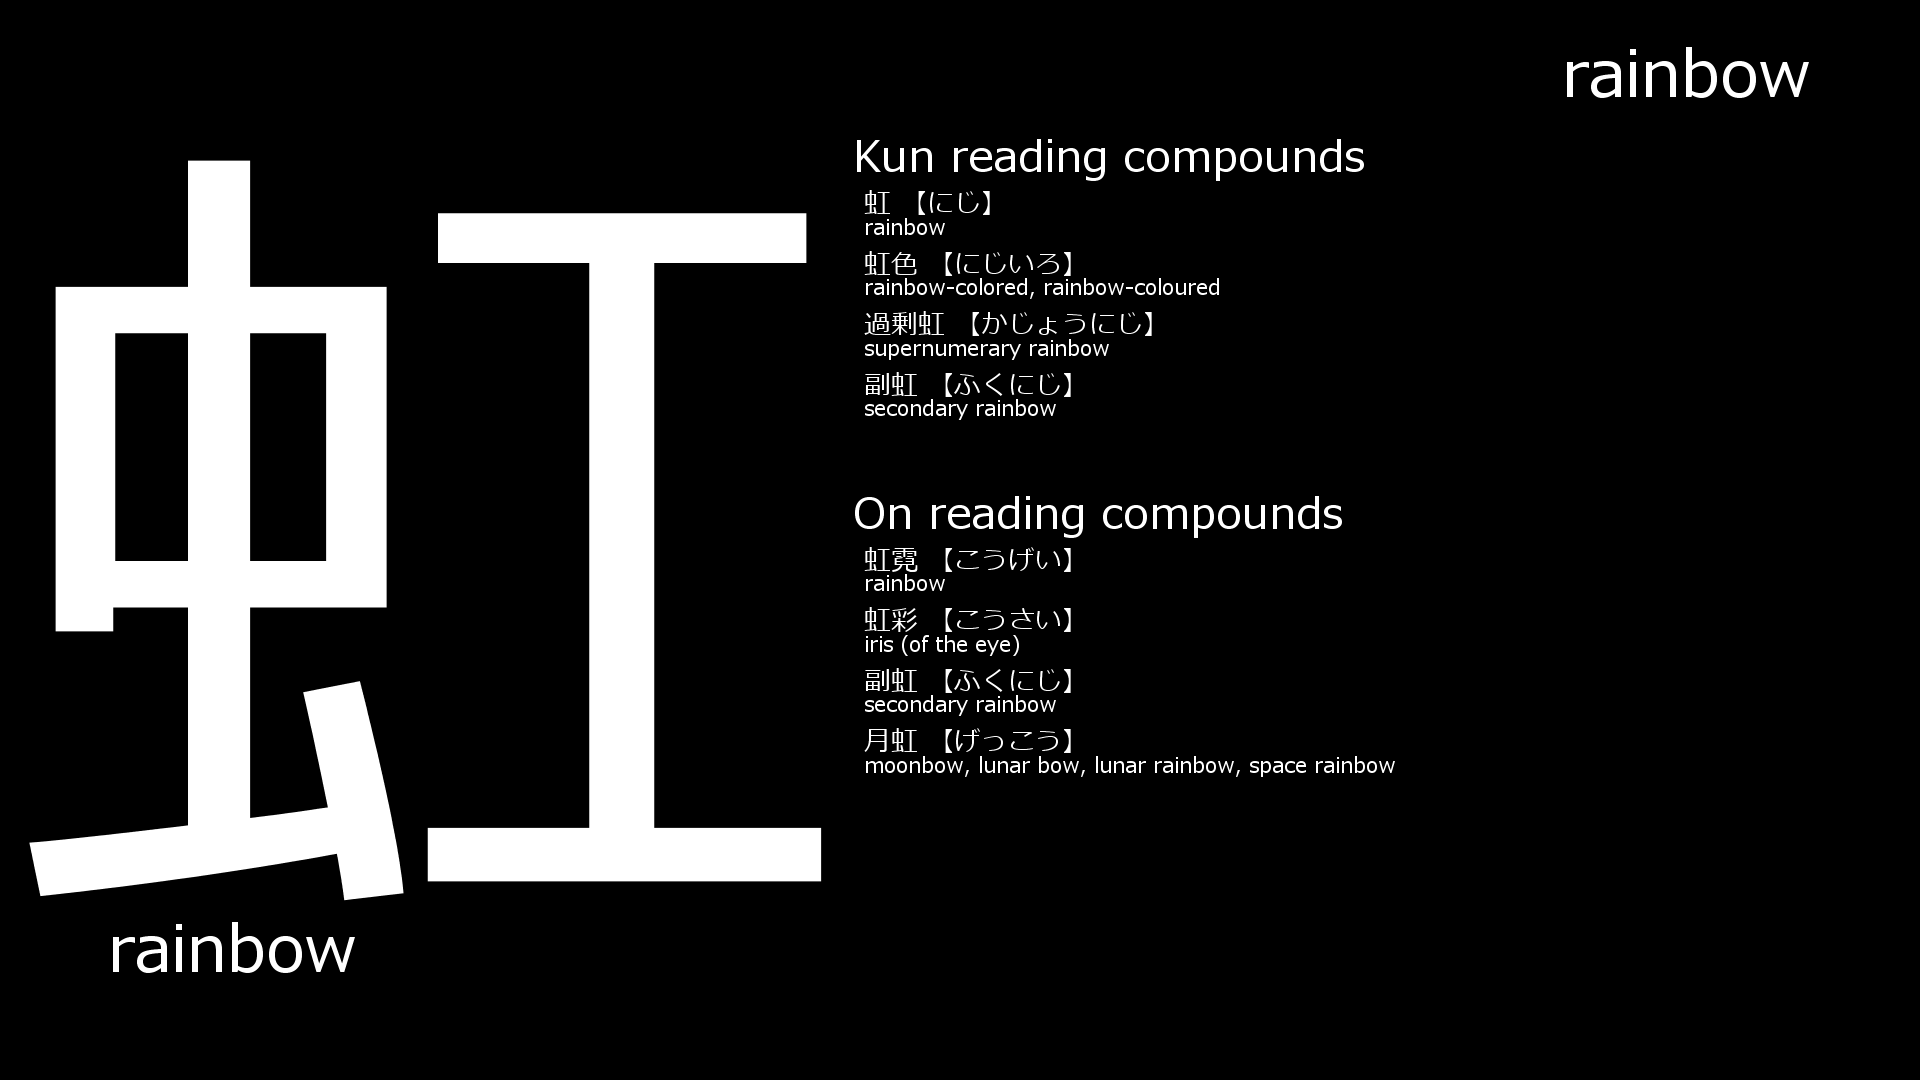 rainbow
虹
rainbow
Kun reading compounds
虹 【にじ】
rainbow
虹色 【にじいろ】
rainbow-colored, rainbow-coloured
過剰虹 【かじょうにじ】
supernumerary rainbow
副虹 【ふくにじ】
secondary rainbow
On reading compounds
虹霓 【こうげい】
rainbow
虹彩 【こうさい】
iris (of the eye)
副虹 【ふくにじ】
secondary rainbow
月虹 【げっこう】
moonbow, lunar bow, lunar rainbow, space rainbow